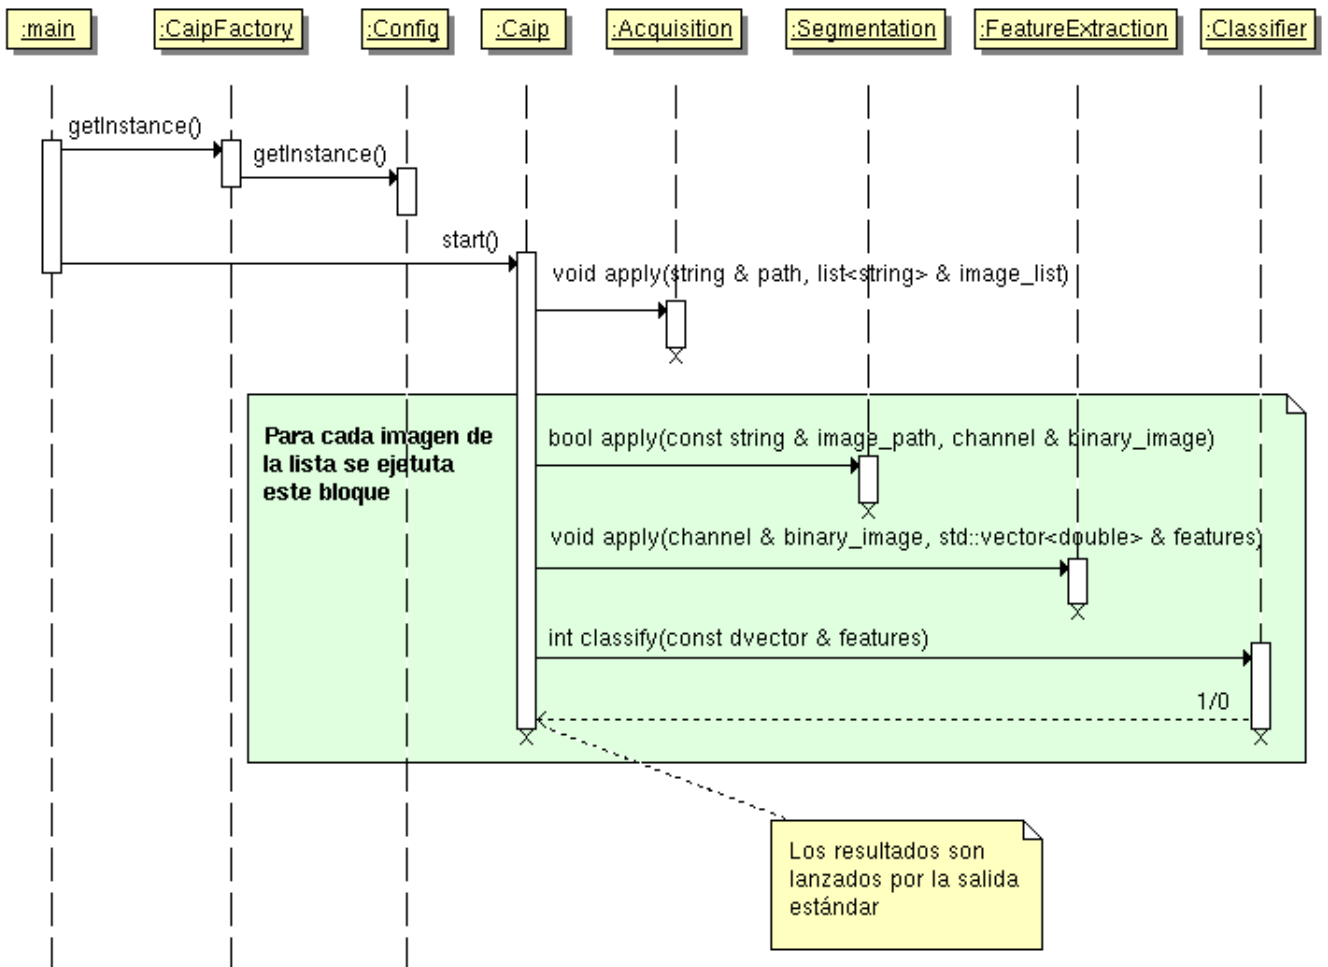 :main
:CaipFactory
:Config
:Caip
:Acquisition
:Segmentation
:FeatureExtraction
:Classifier
getInstance()
getInstance()
start()
void apply(string & path, list<string> & image_list)
Para cada imagen de
la lista se ejetuta
este bloque
bool apply(const string & image_path, channel & binary_image)
void apply(channel & binary_image, std::vector<double> & features)
int classify(const dvector & features)
1/0
Los resultados son
lanzados por la salida
estándar